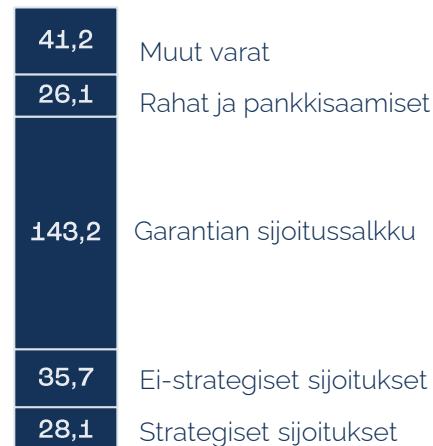 41,2 Muut varat
26,1 Rahat ja pankkisaamiset
143,2 Garantian sijoitussalkku
35,7 Ei-strategiset sijoitukset
28,1 Strategiset sijoitukset